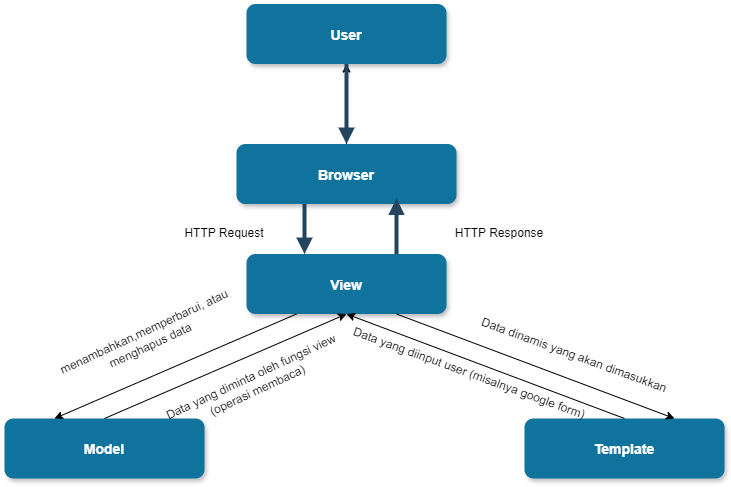 User
Browser
HTTP Request
HTTP Response
View
menambahkan,memperbarui, atau
menghapus data
Data yang diminta oleh fungsi view
(operasi membaca)
Data yang diinput user (misalnya google form)
Data dinamis yang akan dimasukkan
Model
Template